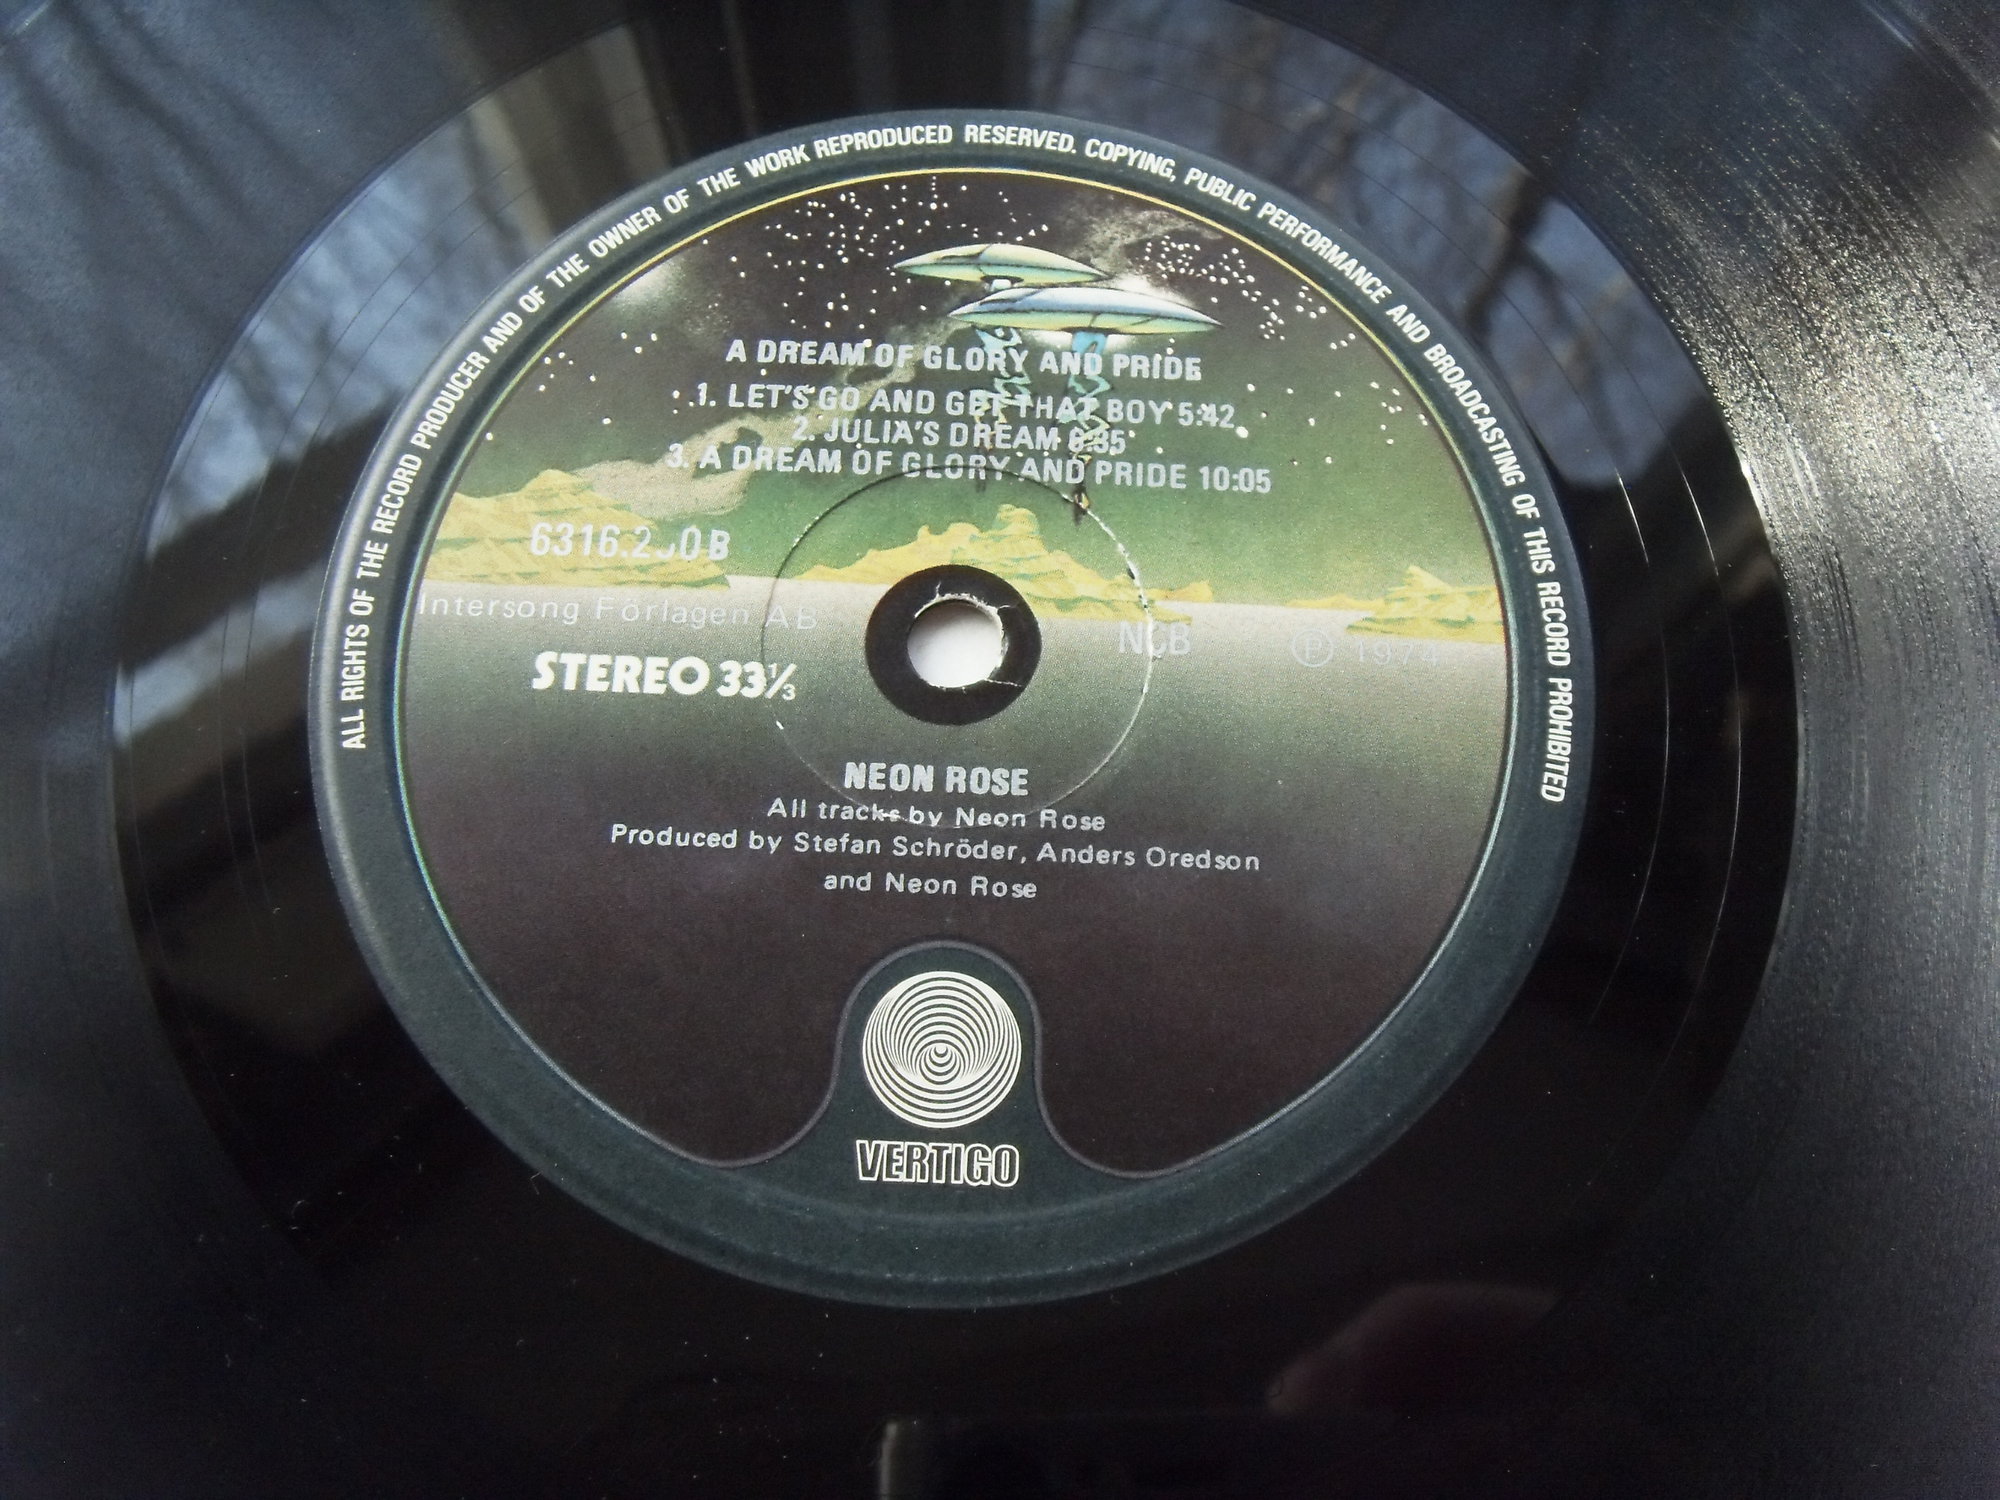 ALL RIGHTS OF THE RECORD PRODUCER AND OF THE OWNER OF THE WORK REPRODUCED RESERVED. COPYING, PUBLIC PERFORMANCE AND BROADCASTING OF THIS RECORD PROHIBITED
A DREAM OF GLORY AND PRIDE
1. LET'S GO AND GET THAT BOY 5:42
2. JULIA'S DREAM
3. A DREAM OF GLORY AND PRIDE 10:05
Intersong Förlagen AB
NCB
Ⓟ 1974
STEREO 33⅓
NEON ROSE
All tracks by Neon Rose
Produced by Stefan Schröder, Anders Oredson
and Neon Rose
VERTIGO